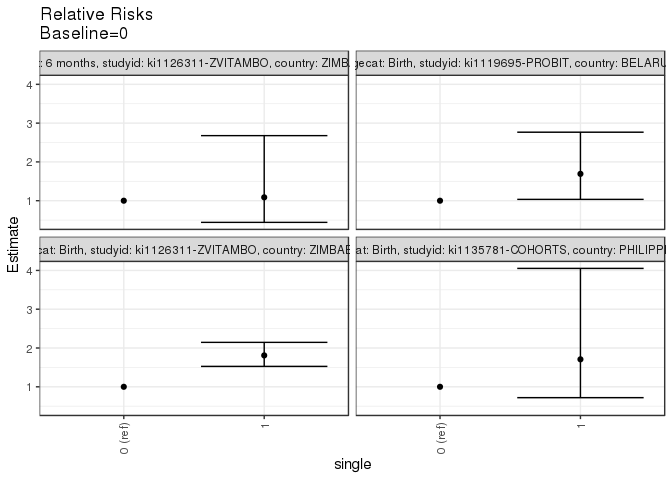 Relative Risks
Baseline=0
: 6 months, studyid: ki1126311-ZVITAMBO, country: ZIMB
gecat: Birth, studyid: ki1119695-PROBIT, country: BELARU
4
3
2
1
cat: Birth, studyid: ki1126311-ZVITAMBO, country: ZIMBAB
at: Birth, studyid: ki1135781-COHORTS, country: PHILIPPI
4
3
2
1
Estimate
0 (ref)
1
0 (ref)
1
single